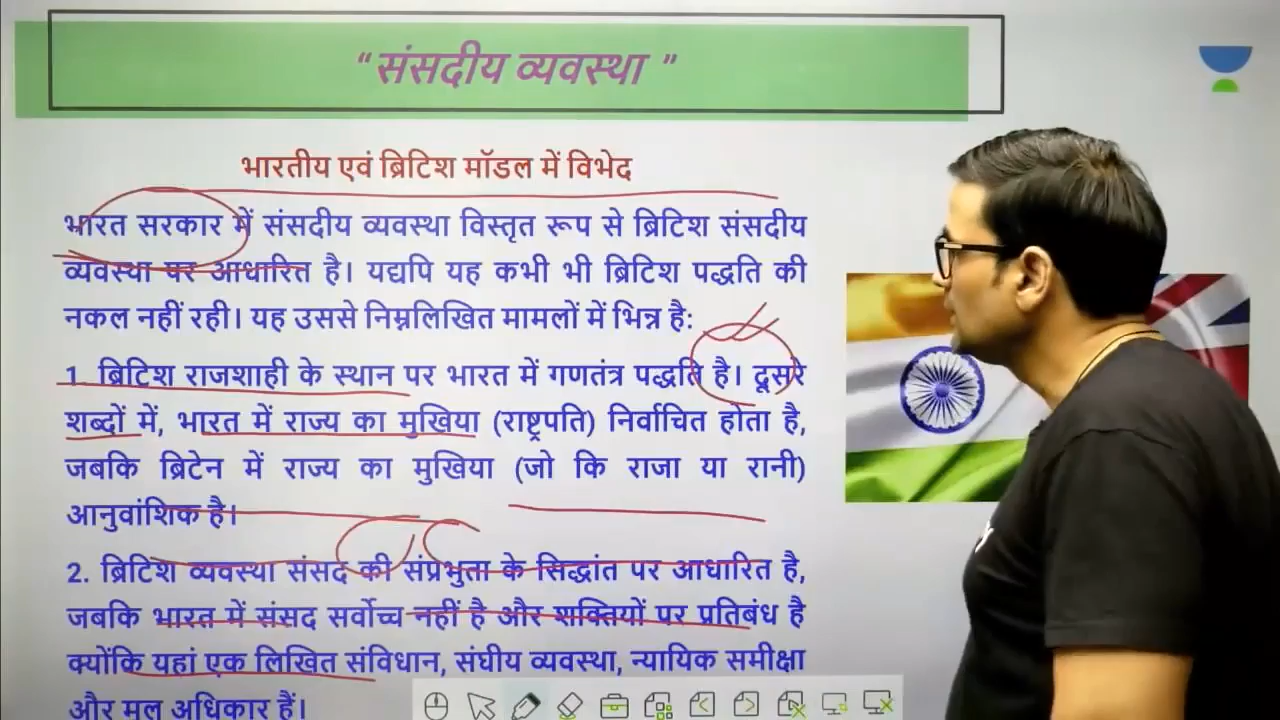 “संसदीय व्यवस्था ”
भारतीय एवं ब्रिटिश मॉडल में विभेद
भारत सरकार में संसदीय व्यवस्था विस्तृत रूप से ब्रिटिश संसदीय
व्यवस्था पर आधारित है। यद्यपि यह कभी भी ब्रिटिश पद्धति की
नकल नहीं रही। यह उससे निम्नलिखित मामलों में भिन्न है:
1. ब्रिटिश राजशाही के स्थान पर भारत में गणतंत्र पद्धति है। दूसरे
शब्दों में, भारत में राज्य का मुखिया (राष्ट्रपति) निर्वाचित होता है,
जबकि ब्रिटेन में राज्य का मुखिया (जो कि राजा या रानी)
आनुवांशिक है।
2. ब्रिटिश व्यवस्था संसद की संप्रभुता के सिद्धांत पर आधारित है,
जबकि भारत में संसद सर्वोच्च नहीं है और शक्तियों पर प्रतिबंध है
क्योंकि यहां एक लिखित संविधान, संघीय व्यवस्था, न्यायिक समीक्षा
और मूल अधिकार हैं।